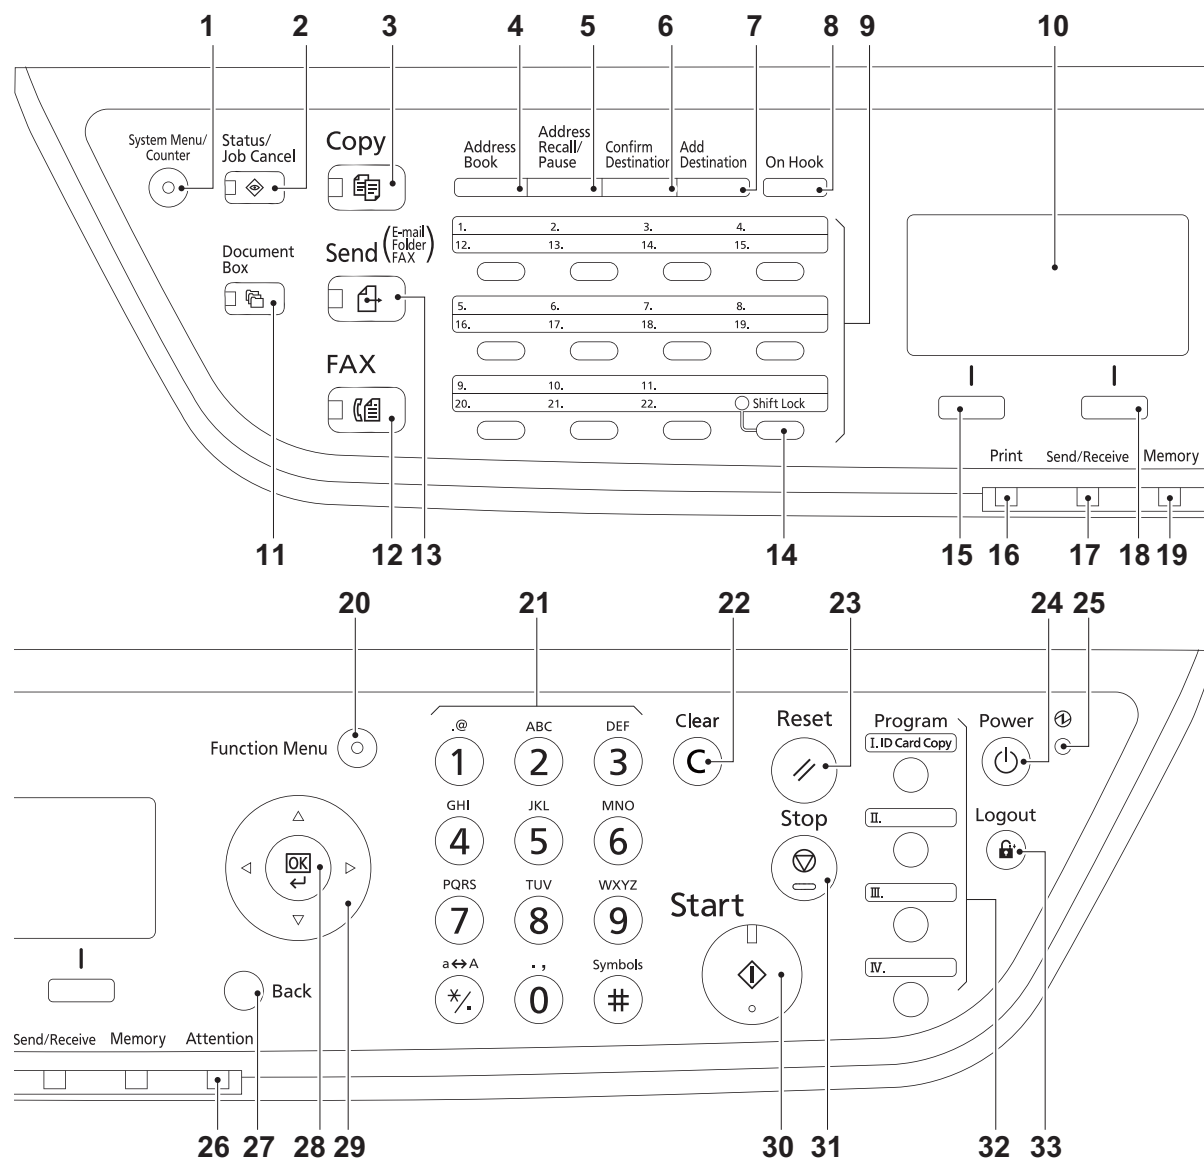 1 2 3 4 5 6 7 8 9 10
System Menu/
Counter
Status/
Job Cancel
Copy
Address
Book
Address
Recall/
Pause
Confirm
Destination
Add
Destination
On Hook
1. 2. 3. 4.
12. 13. 14. 15.
Document
Box
Send (E-mail
Folder
FAX)
5. 6. 7. 8.
16. 17. 18. 19.
FAX
9. 10. 11.
20. 21. 22. Shift Lock
Print Send/Receive Memory
11 12 13 14 15 16 17 18 19
20 21 22 23 24 25
Function Menu
.@ ABC DEF
1 2 3
GHI JKL MNO
4 5 6
PQRS TUV WXYZ
7 8 9
a↔A . , Symbols
*/. 0 #
Clear
C
Reset
Stop
Start
Program
I. ID Card Copy
II.
III.
IV.
Power
Logout
OK
Back
Send/Receive Memory Attention
26 27 28 29 30 31 32 33